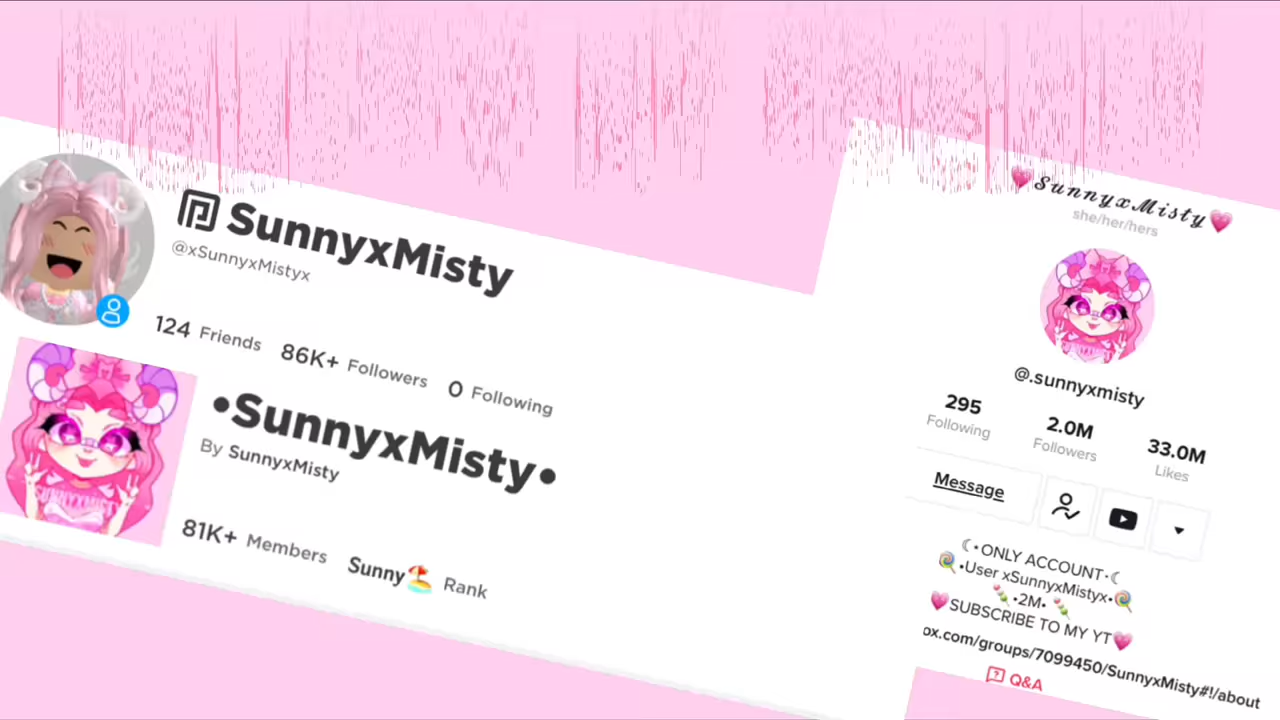 SunnyxMisty
@xSunnyxMistyx
124 Friends 86K+ Followers 0 Following
•SunnyxMisty•
By SunnyxMisty
81K+ Members Sunny🏖️ Rank
SUNNYXMISTY
💗𝓢𝓾𝓷𝓷𝔂𝔁𝓜𝓲𝓼𝓽𝔂💗
she/her/hers
@.sunnyxmisty
295 2.0M 33.0M
Following Followers Likes
Message
☾•ONLY ACCOUNT•☾
🍭•User xSunnyxMistyx•🍭
🍡•2M•🍡
💗SUBSCRIBE TO MY YT💗
ox.com/groups/7099450/SunnyxMisty#!/about
Q&A